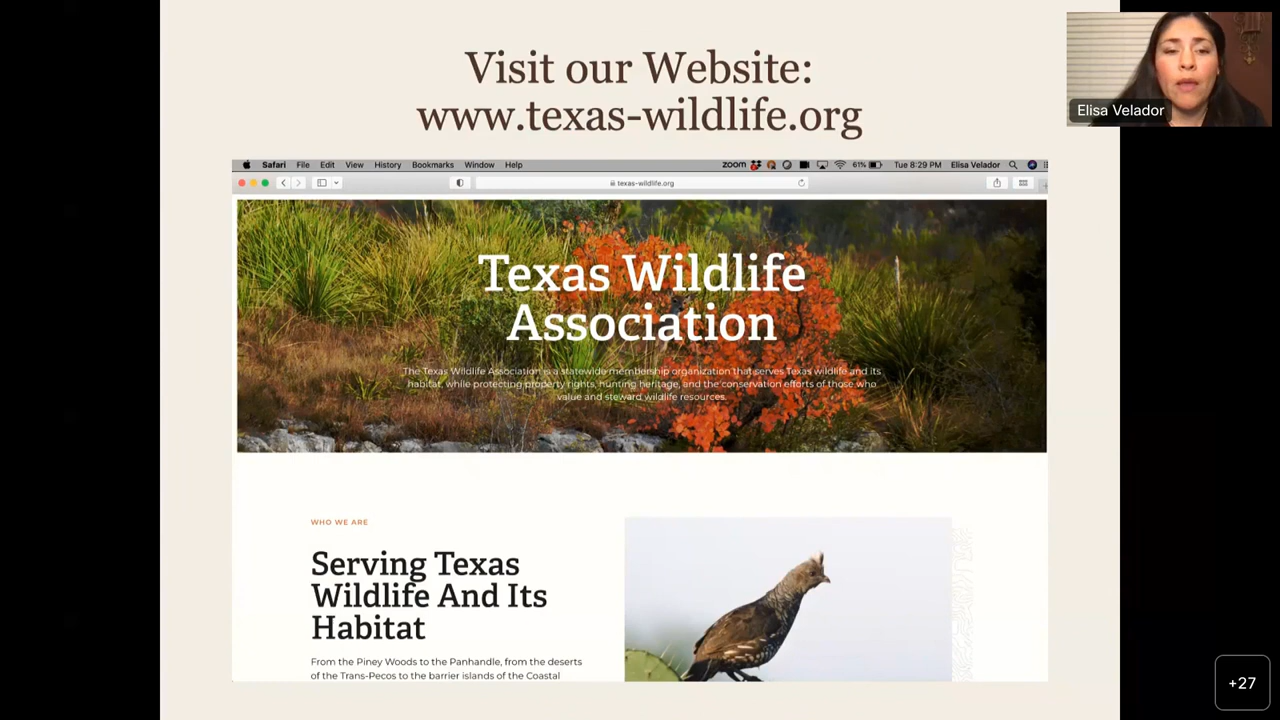 Visit our Website:
www.texas-wildlife.org
Elisa Velador
Safari File Edit View History Bookmarks Window Help
zoom 61% Tue 8:29 PM Elisa Velador
texas-wildlife.org
Texas Wildlife
Association
The Texas Wildlife Association is a statewide membership organization that serves Texas wildlife and its
habitat, while protecting property rights, hunting heritage, and the conservation efforts of those who
value and steward wildlife resources.
WHO WE ARE
Serving Texas
Wildlife And Its
Habitat
From the Piney Woods to the Panhandle, from the deserts
of the Trans-Pecos to the barrier islands of the Coastal
+27